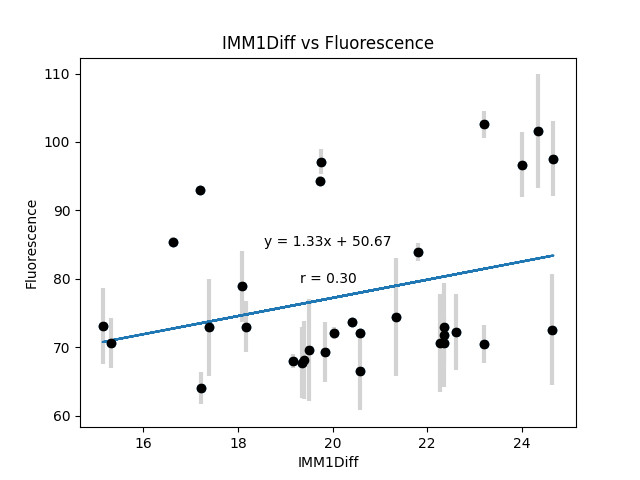 IMM1Diff vs Fluorescence
Fluorescence
110
100
90
80
70
60
y = 1.33x + 50.67
r = 0.30
16 18 20 22 24
IMM1Diff